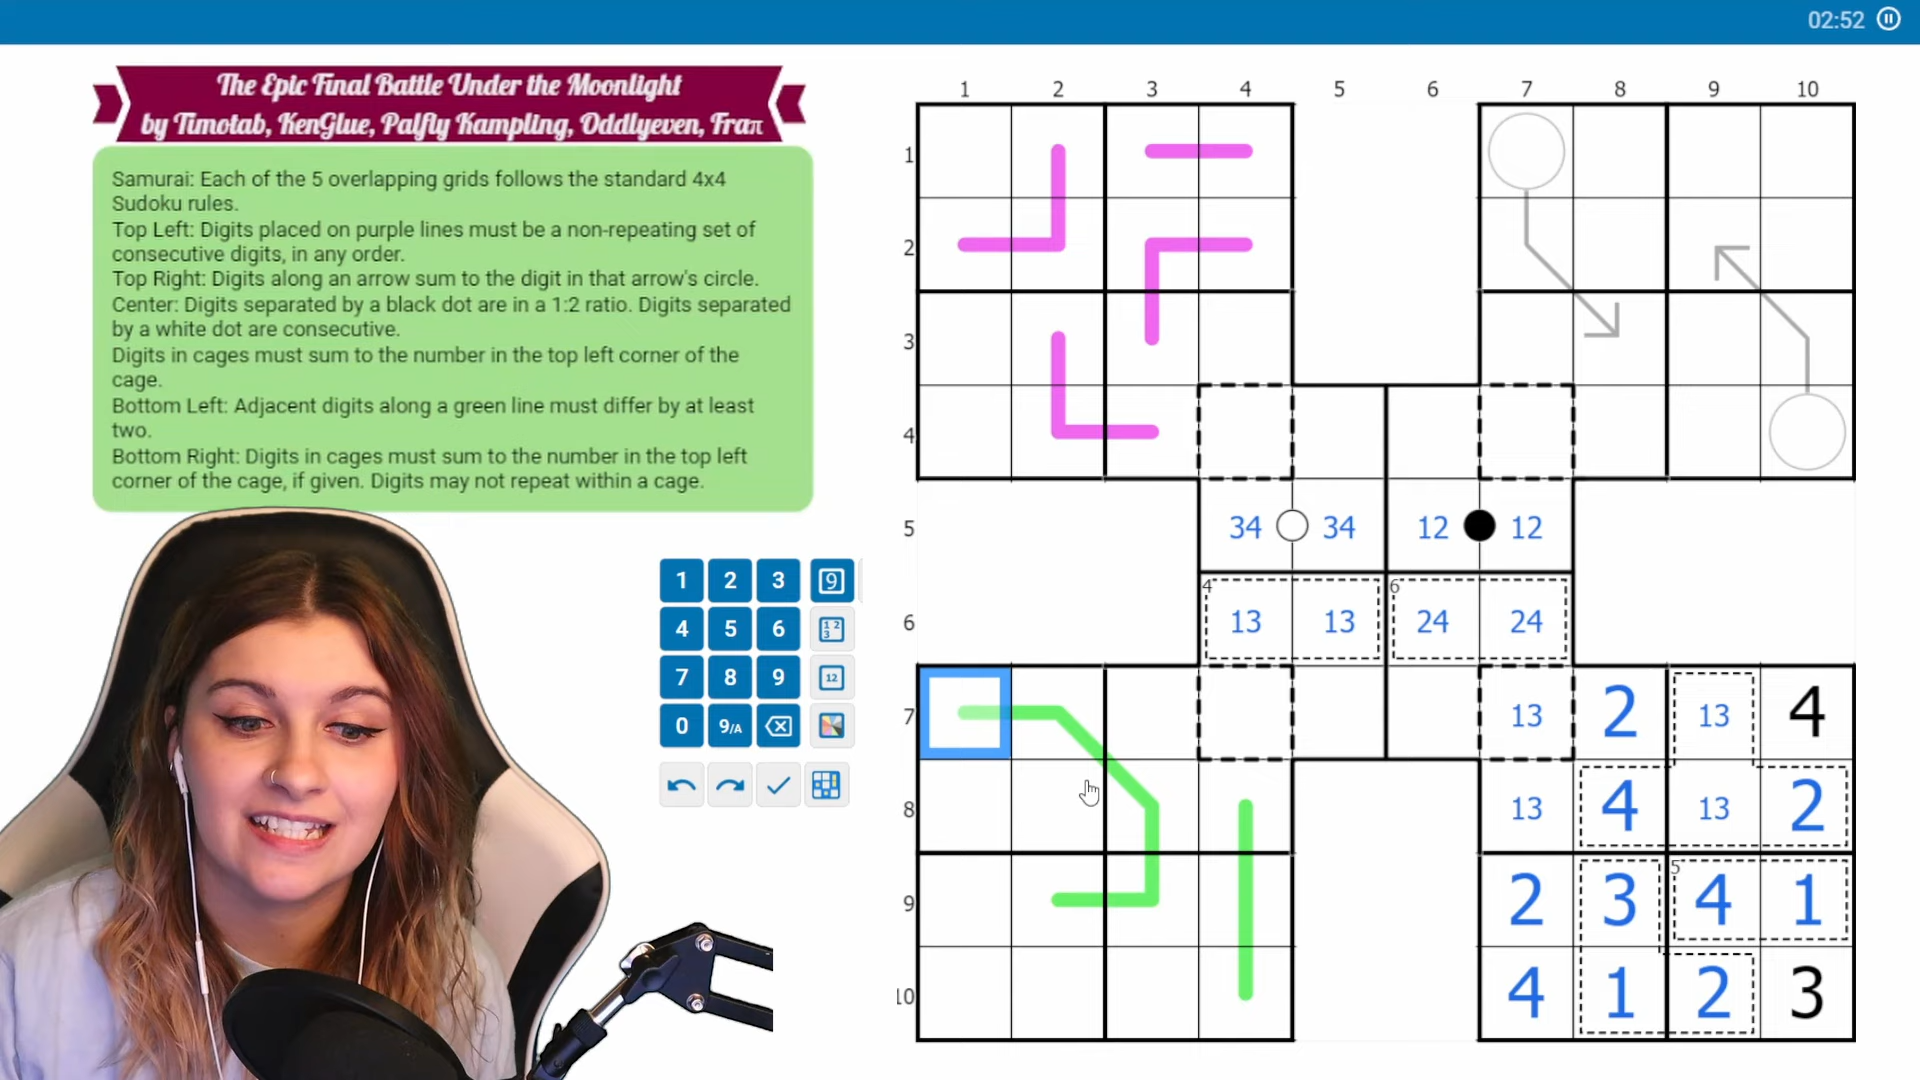 02:52
The Epic Final Battle Under the Moonlight
by Timotab, KenGlue, Palfly Kampling, Oddlyeven, Fraπ
Samurai: Each of the 5 overlapping grids follows the standard 4x4
Sudoku rules.
Top Left: Digits placed on purple lines must be a non-repeating set of
consecutive digits, in any order.
Top Right: Digits along an arrow sum to the digit in that arrow's circle.
Center: Digits separated by a black dot are in a 1:2 ratio. Digits separated
by a white dot are consecutive.
Digits in cages must sum to the number in the top left corner of the
cage.
Bottom Left: Adjacent digits along a green line must differ by at least
two.
Bottom Right: Digits in cages must sum to the number in the top left
corner of the cage, if given. Digits may not repeat within a cage.
1 2 3 9
4 5 6 1 2 3
7 8 9 12
0 9/A
1 2 3 4 5 6 7 8 9 10
1
2
3
4
5 34 34 12 12
4 6
6 13 13 24 24
7 13 2 13 4
8 13 4 13 2
5
9 2 3 4 1
10 4 1 2 3